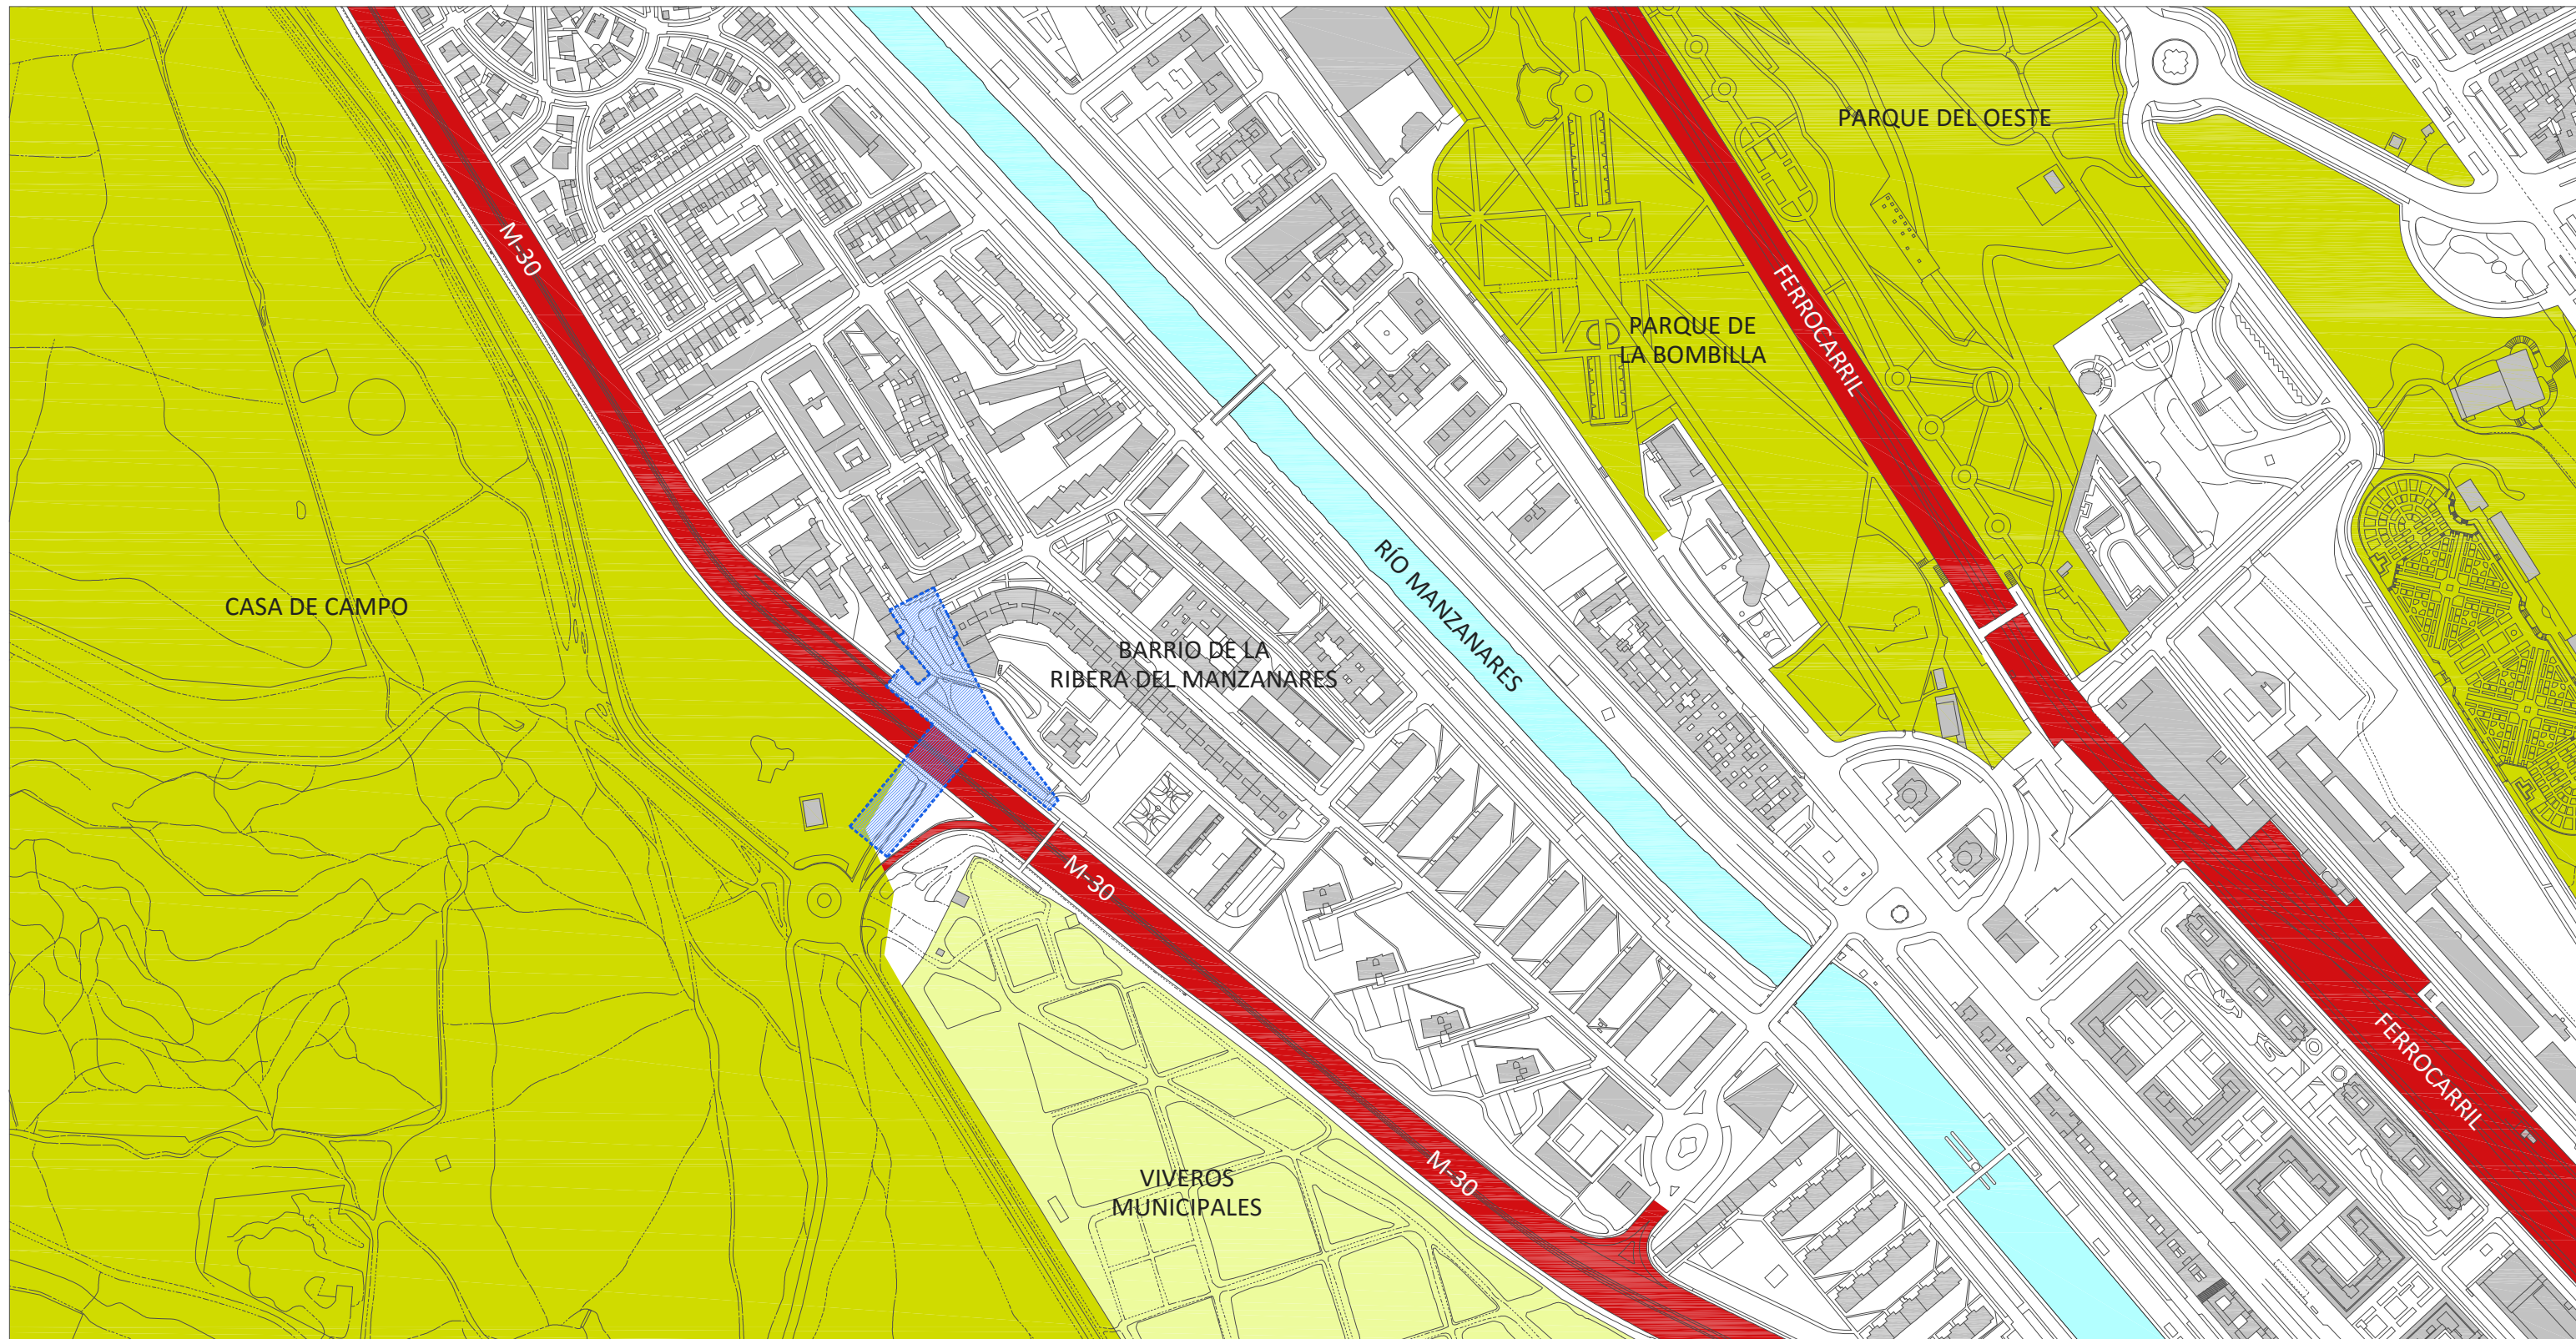 PARQUE DEL OESTE
M-30
FERROCARRIL
PARQUE DE
LA BOMBILLA
CASA DE CAMPO
RÍO MANZANARES
BARRIO DE LA
RIBERA DEL MANZANARES
M-30
FERROCARRIL
M-30
VIVEROS
MUNICIPALES